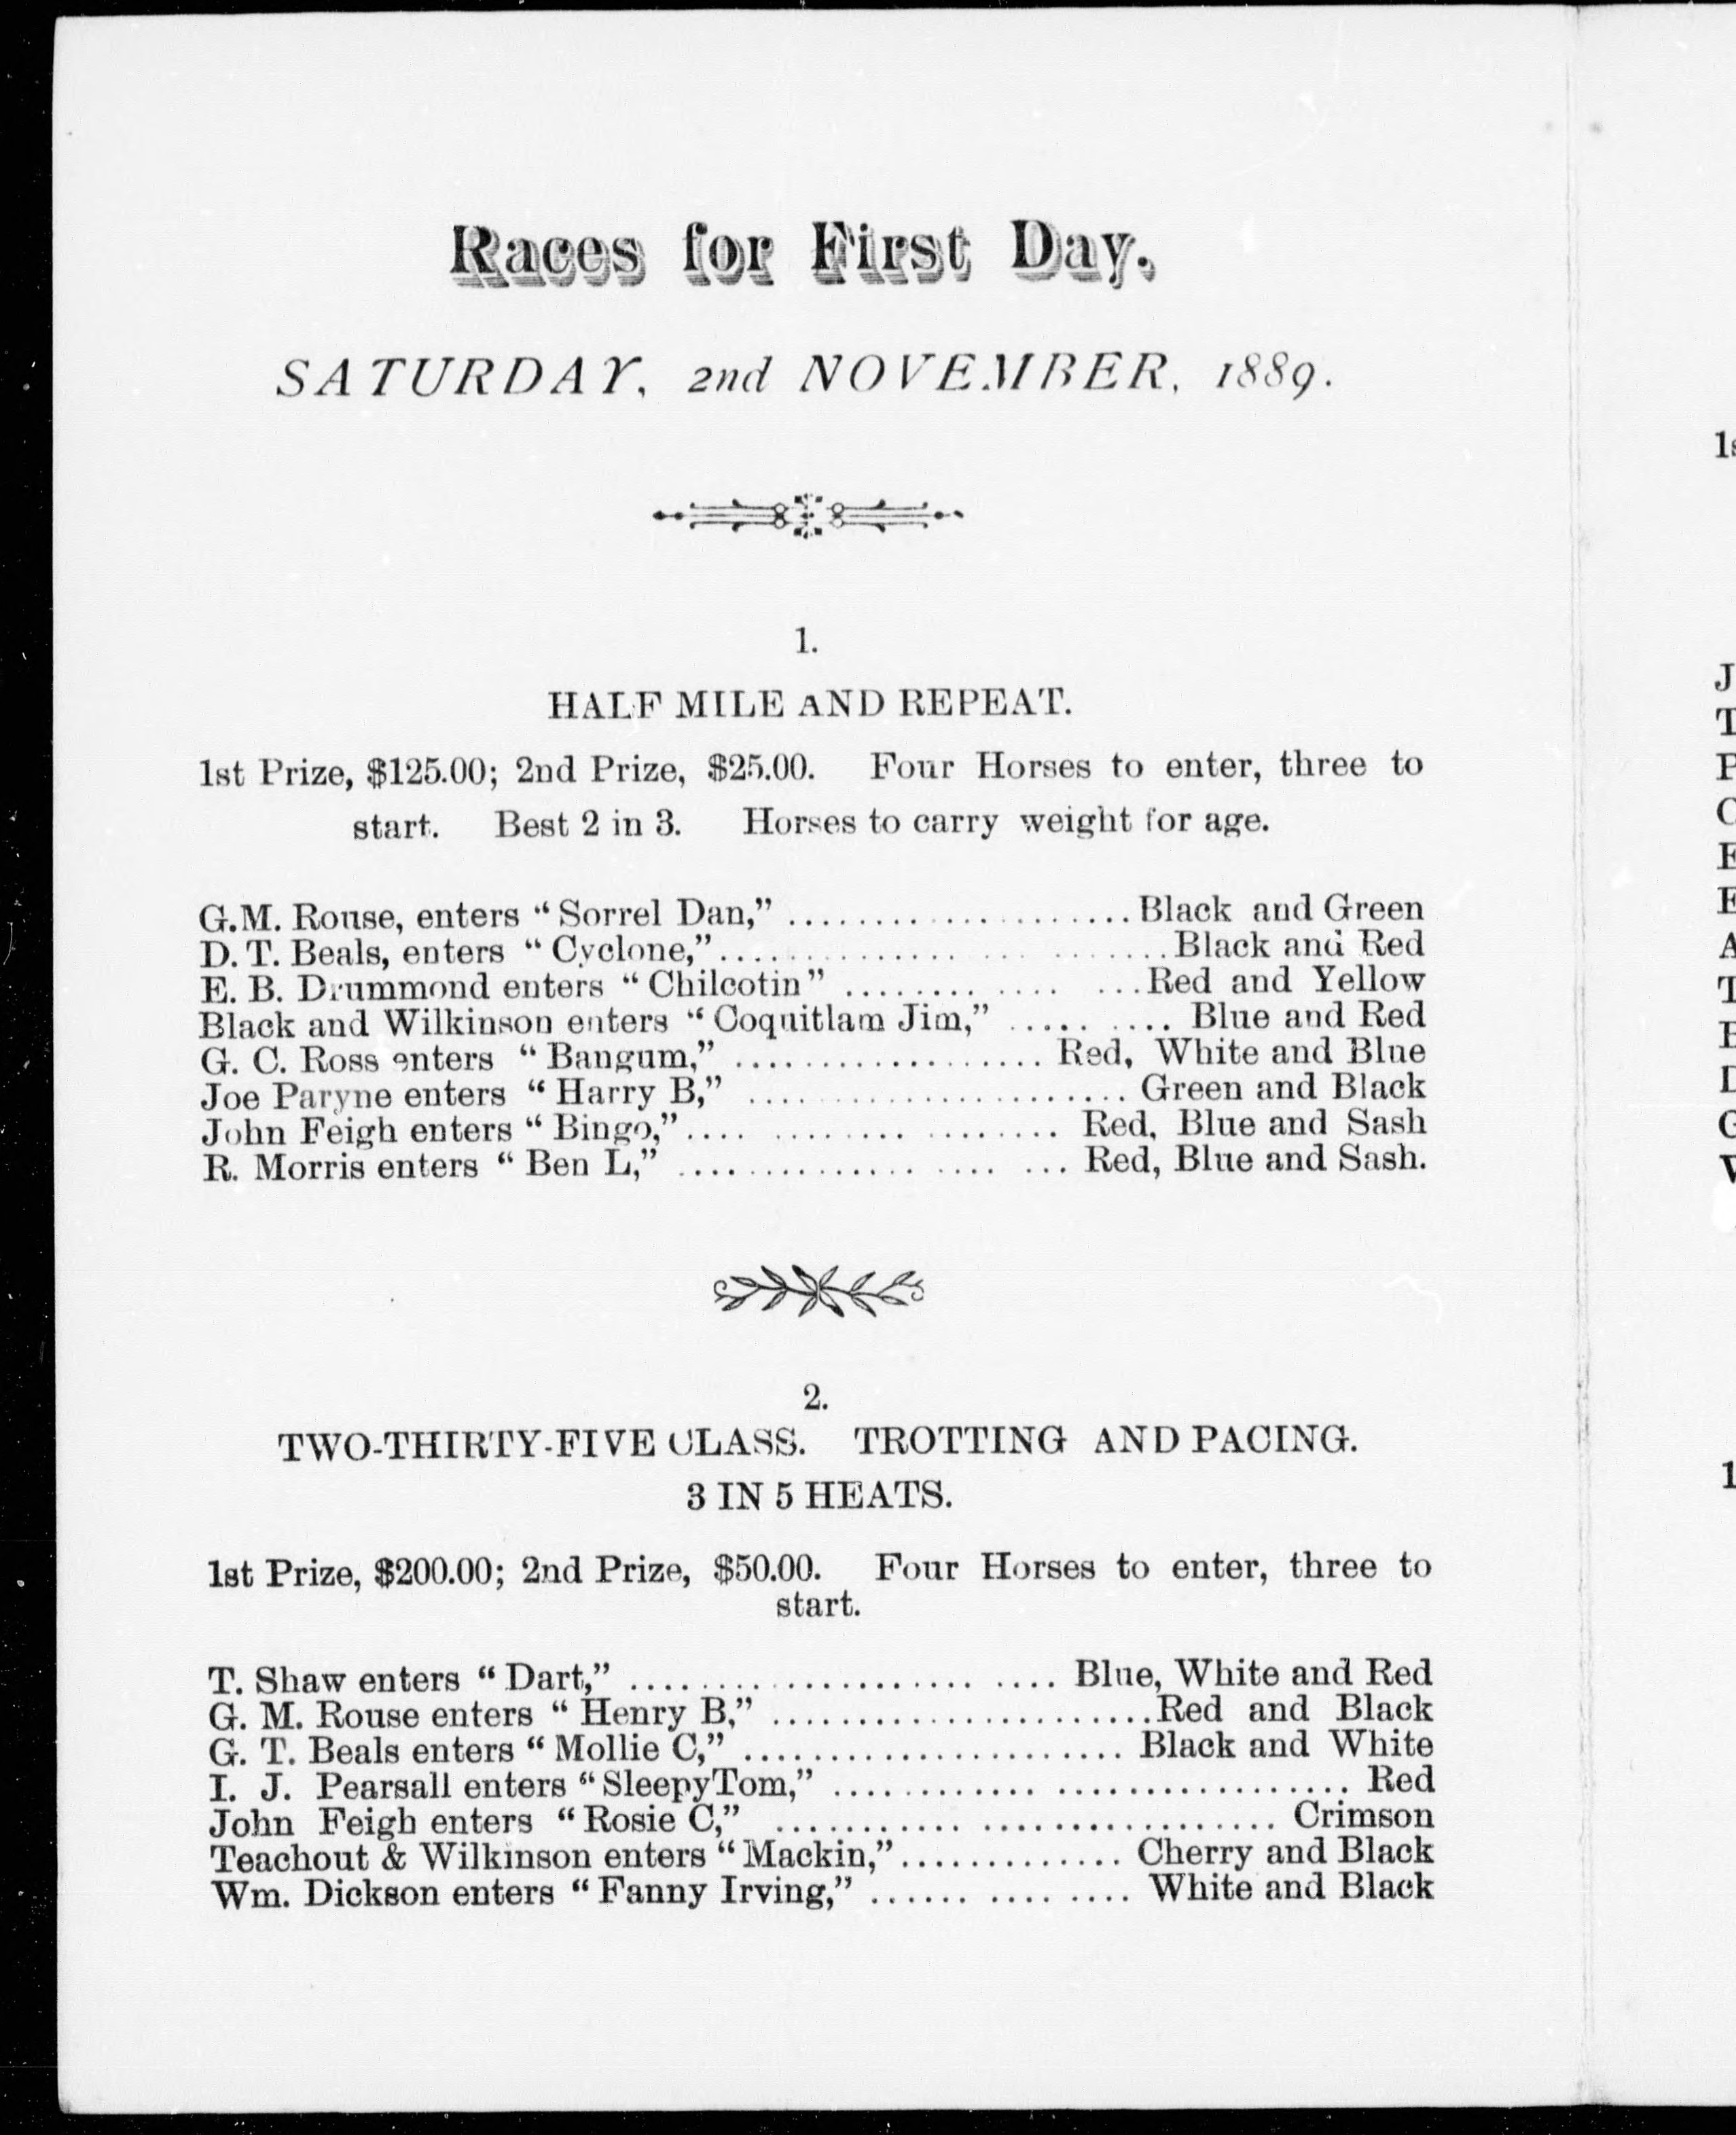 Races for First Day.
SATURDAY, 2nd NOVEMBER, 1889.
1.
HALF MILE AND REPEAT.
1st Prize, $125.00; 2nd Prize, $25.00. Four Horses to enter, three to
start. Best 2 in 3. Horses to carry weight for age.
G.M. Rouse, enters "Sorrel Dan," .................... Black and Green
D. T. Beals, enters "Cyclone,".......................... Black and Red
E. B. Drummond enters "Chilcotin" ............... Red and Yellow
Black and Wilkinson enters "Coquitlam Jim," ......... Blue and Red
G. C. Ross enters "Bangum," .................. Red, White and Blue
Joe Paryne enters "Harry B," ...................... Green and Black
John Feigh enters "Bingo,".................... Red, Blue and Sash
R. Morris enters "Ben L," ...................... Red, Blue and Sash.
2.
TWO-THIRTY-FIVE CLASS. TROTTING AND PACING.
3 IN 5 HEATS.
1st Prize, $200.00; 2nd Prize, $50.00. Four Horses to enter, three to
start.
T. Shaw enters "Dart," ........................ Blue, White and Red
G. M. Rouse enters "Henry B," ...................... Red and Black
G. T. Beals enters "Mollie C," ...................... Black and White
I. J. Pearsall enters "SleepyTom," ............................. Red
John Feigh enters "Rosie C," ............................ Crimson
Teachout & Wilkinson enters "Mackin,"............. Cherry and Black
Wm. Dickson enters "Fanny Irving," ............... White and Black